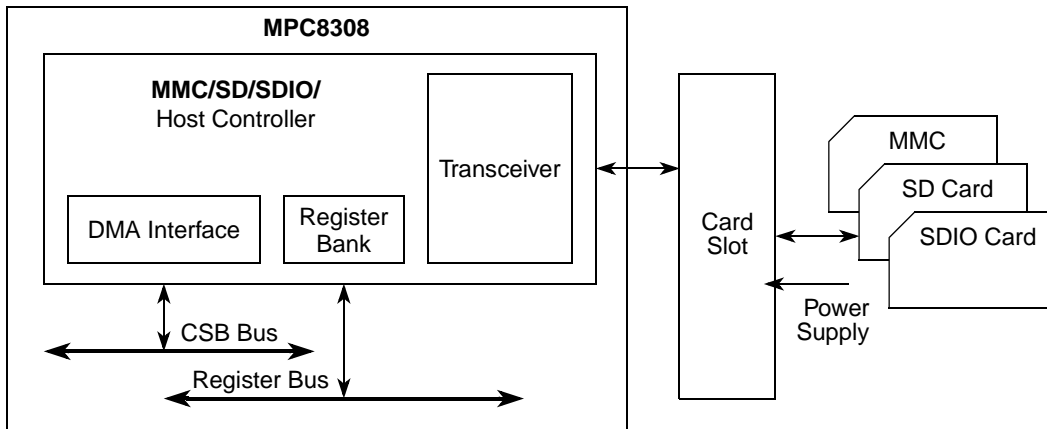 MPC8308
MMC/SD/SDIO/
Host Controller
Transceiver
DMA Interface
Register
Bank
CSB Bus
Register Bus
Card
Slot
MMC
SD Card
SDIO Card
Power
Supply